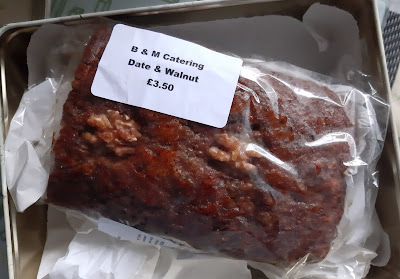 B & M Catering
Date & Walnut
£3.50